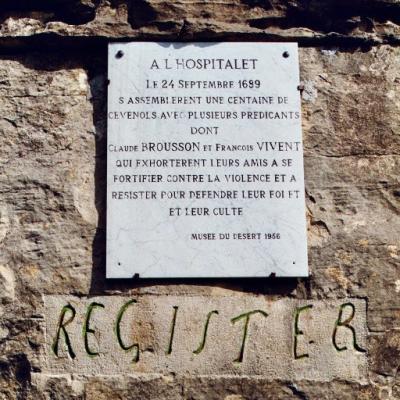 A L'HOSPITALET
LE 24 SEPTEMBRE 1689
S ASSEMBLERENT UNE CENTAINE DE
CEVENOLS AVEC PLUSIEURS PREDICANTS
DONT
CLAUDE BROUSSON ET FRANCOIS VIVENT
QUI EXHORTERENT LEURS AMIS A SE
FORTIFIER CONTRE LA VIOLENCE ET A
RESISTER POUR DEFENDRE LEUR FOI ET
ET LEUR CULTE
MUSEE DU DESERT 1956
REGISTER